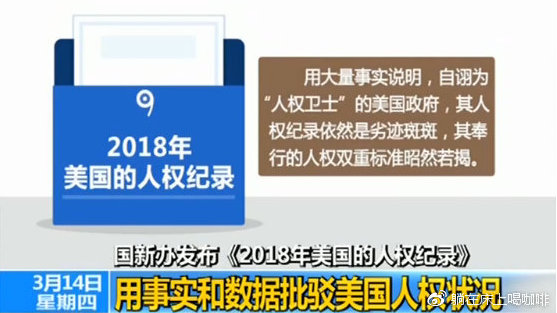 用大量事实说明，自诩为
“人权卫士”的美国政府，其人
权纪录依然是劣迹斑斑，其奉
行的人权双重标准昭然若揭。
2018年
美国的人权纪录
国新办发布《2018年美国的人权纪录》
3月14日
星期四
用事实和数据批驳美国人权状况
@躺在床上喝咖啡